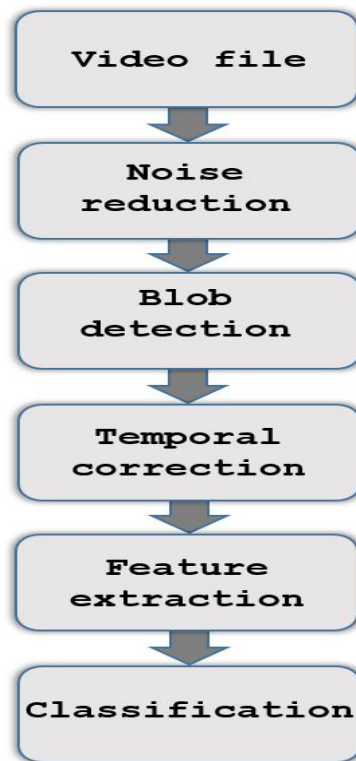 Video file
Noise
reduction
Blob
detection
Temporal
correction
Feature
extraction
Classification